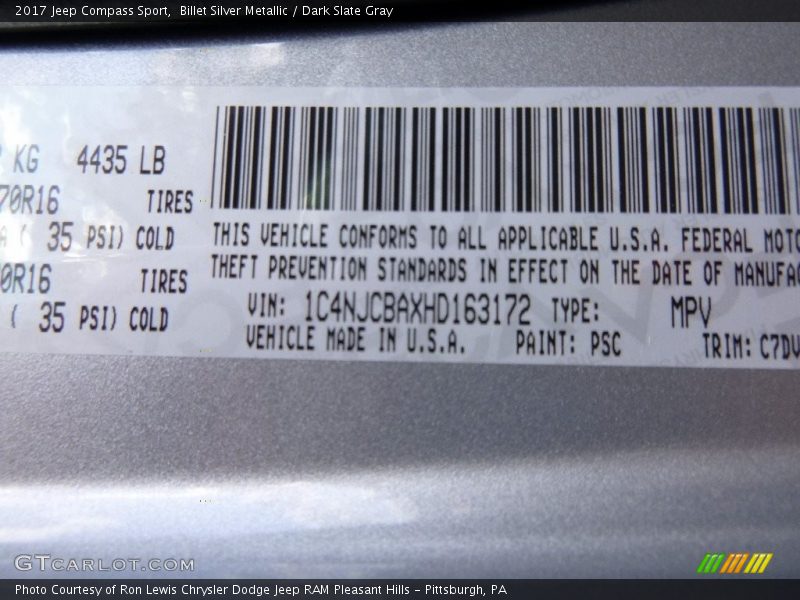 2017 Jeep Compass Sport,  Billet Silver Metallic / Dark Slate Gray
KG 4435 LB
70R16 TIRES
( 35 PSI) COLD
0R16 TIRES
( 35 PSI) COLD
THIS VEHICLE CONFORMS TO ALL APPLICABLE U.S.A. FEDERAL MOTO
THEFT PREVENTION STANDARDS IN EFFECT ON THE DATE OF MANUFA
VIN: 1C4NJCBAXHD163172 TYPE: MPV
VEHICLE MADE IN U.S.A. PAINT: PSC TRIM: C7DV
GTCARLOT.COM
Photo Courtesy of Ron Lewis Chrysler Dodge Jeep RAM Pleasant Hills - Pittsburgh, PA